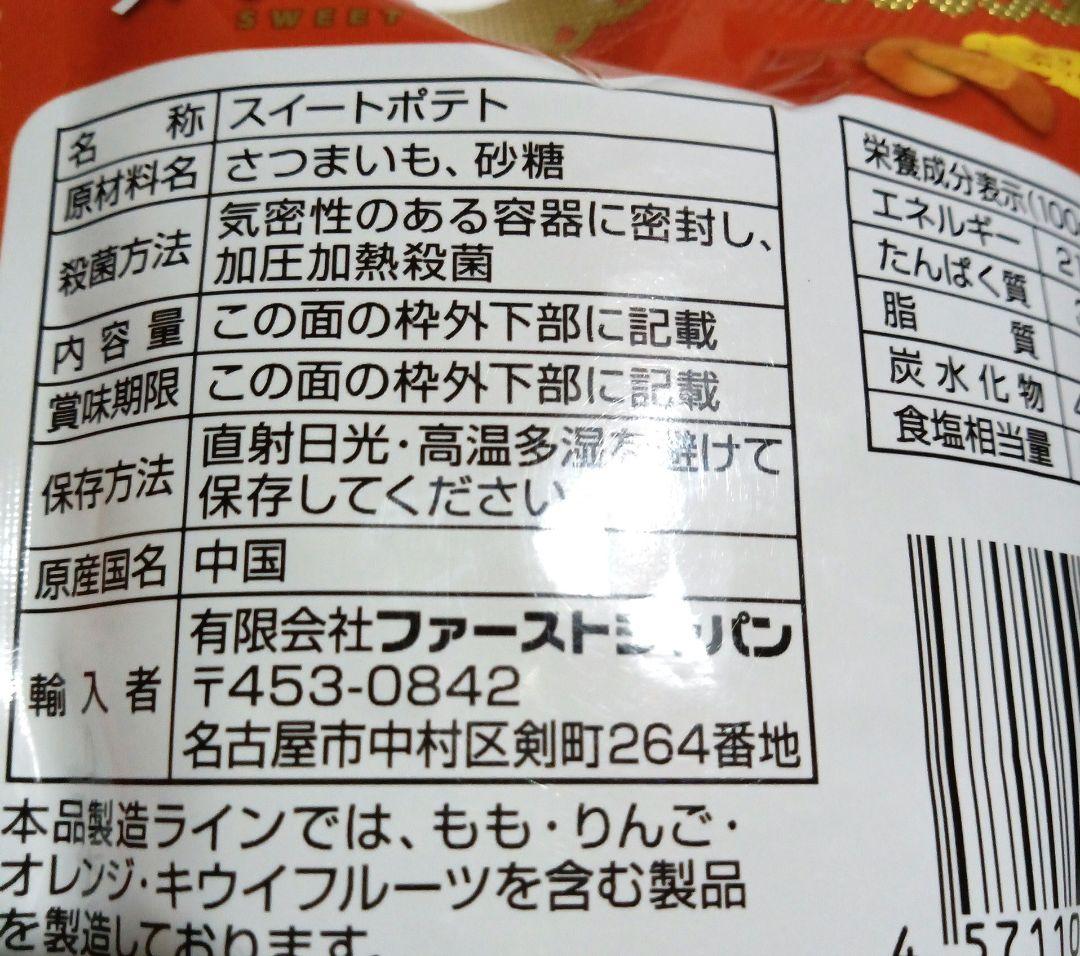 SWEET
名称 スイートポテト
原材料名 さつまいも、砂糖
殺菌方法 気密性のある容器に密封し、
加圧加熱殺菌
内容量 この面の枠外下部に記載
賞味期限 この面の枠外下部に記載
保存方法 直射日光・高温多湿を避けて
保存してください
原産国名 中国
輸入者 有限会社ファーストジャパン
〒453-0842
名古屋市中村区剣町264番地
本品製造ラインでは、もも・りんご・
オレンジ・キウイフルーツを含む製品
を製造しております。
栄養成分表示(100
エネルギー 21
たんぱく質
脂質
炭水化物
食塩相当量
4 57110